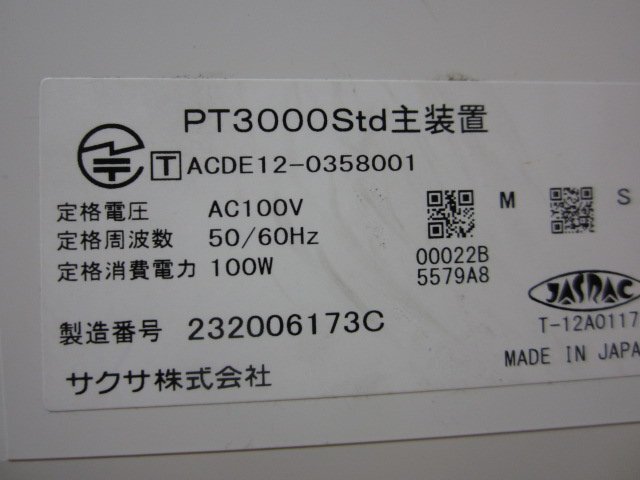 PT3000Std主装置
T ACDE12-0358001
定格電圧 AC100V
定格周波数 50/60Hz
定格消費電力 100W
M
S
00022B
5579A8
JASRAC
T-12A0117
製造番号 232006173C
MADE IN JAPA
サクサ株式会社